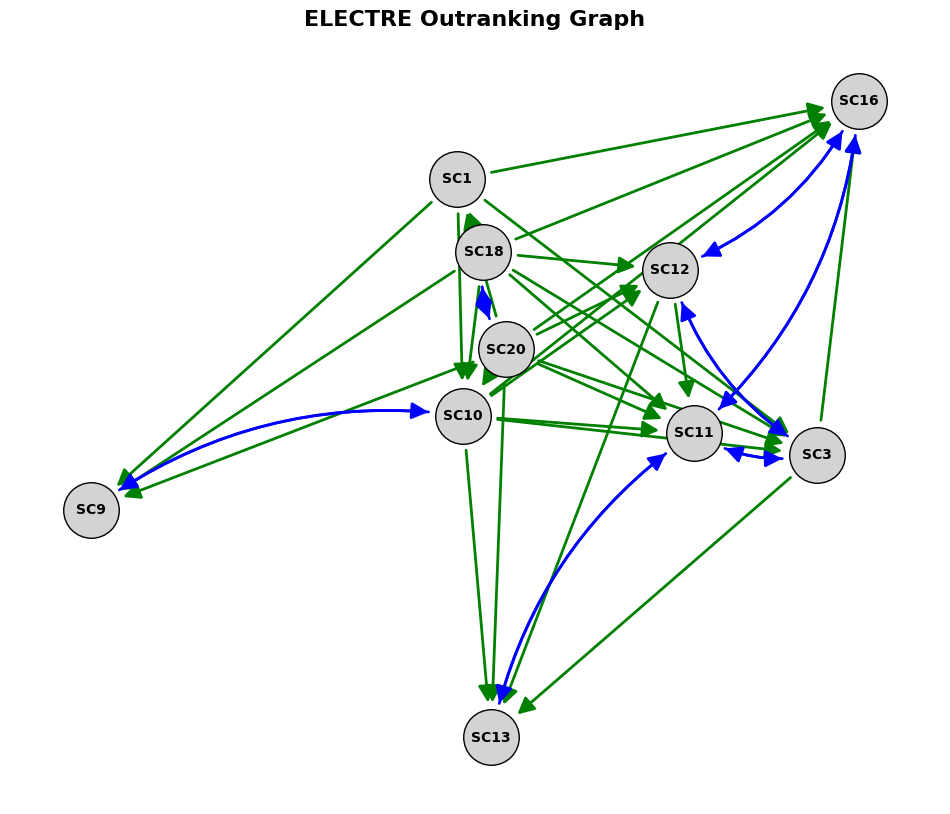 ELECTRE Outranking Graph
SC16
SC1
SC18
SC12
SC20
SC10
SC11
SC3
SC9
SC13